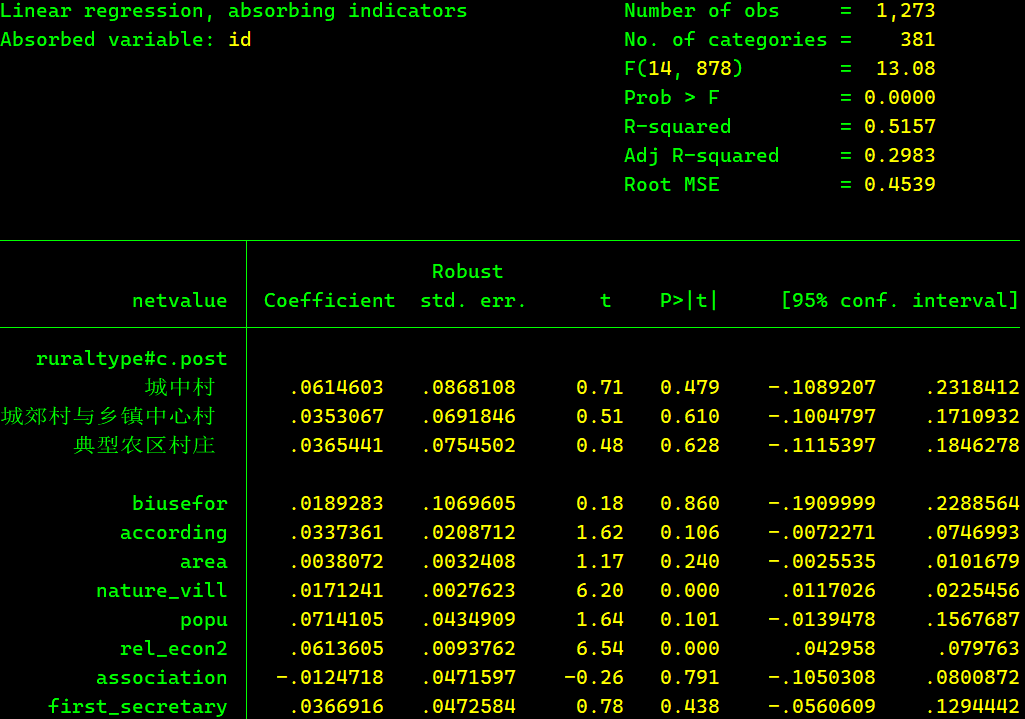 Linear regression, absorbing indicators Number of obs = 1,273
Absorbed variable: id No. of categories = 381
F(14, 878) = 13.08
Prob > F = 0.0000
R-squared = 0.5157
Adj R-squared = 0.2983
Root MSE = 0.4539
Robust
netvalue Coefficient std. err. t P>|t| [95% conf. interval]
ruraltype#c.post
城中村 .0614603 .0868108 0.71 0.479 -.1089207 .2318412
城郊村与乡镇中心村 .0353067 .0691846 0.51 0.610 -.1004797 .1710932
典型农区村庄 .0365441 .0754502 0.48 0.628 -.1115397 .1846278
biusefor .0189283 .1069605 0.18 0.860 -.1909999 .2288564
according .0337361 .0208712 1.62 0.106 -.0072271 .0746993
area .0038072 .0032408 1.17 0.240 -.0025535 .0101679
nature_vill .0171241 .0027623 6.20 0.000 .0117026 .0225456
popu .0714105 .0434909 1.64 0.101 -.0139478 .1567687
rel_econ2 .0613605 .0093762 6.54 0.000 .042958 .079763
association -.0124718 .0471597 -0.26 0.791 -.1050308 .0800872
first_secretary .0366916 .0472584 0.78 0.438 -.0560609 .1294442